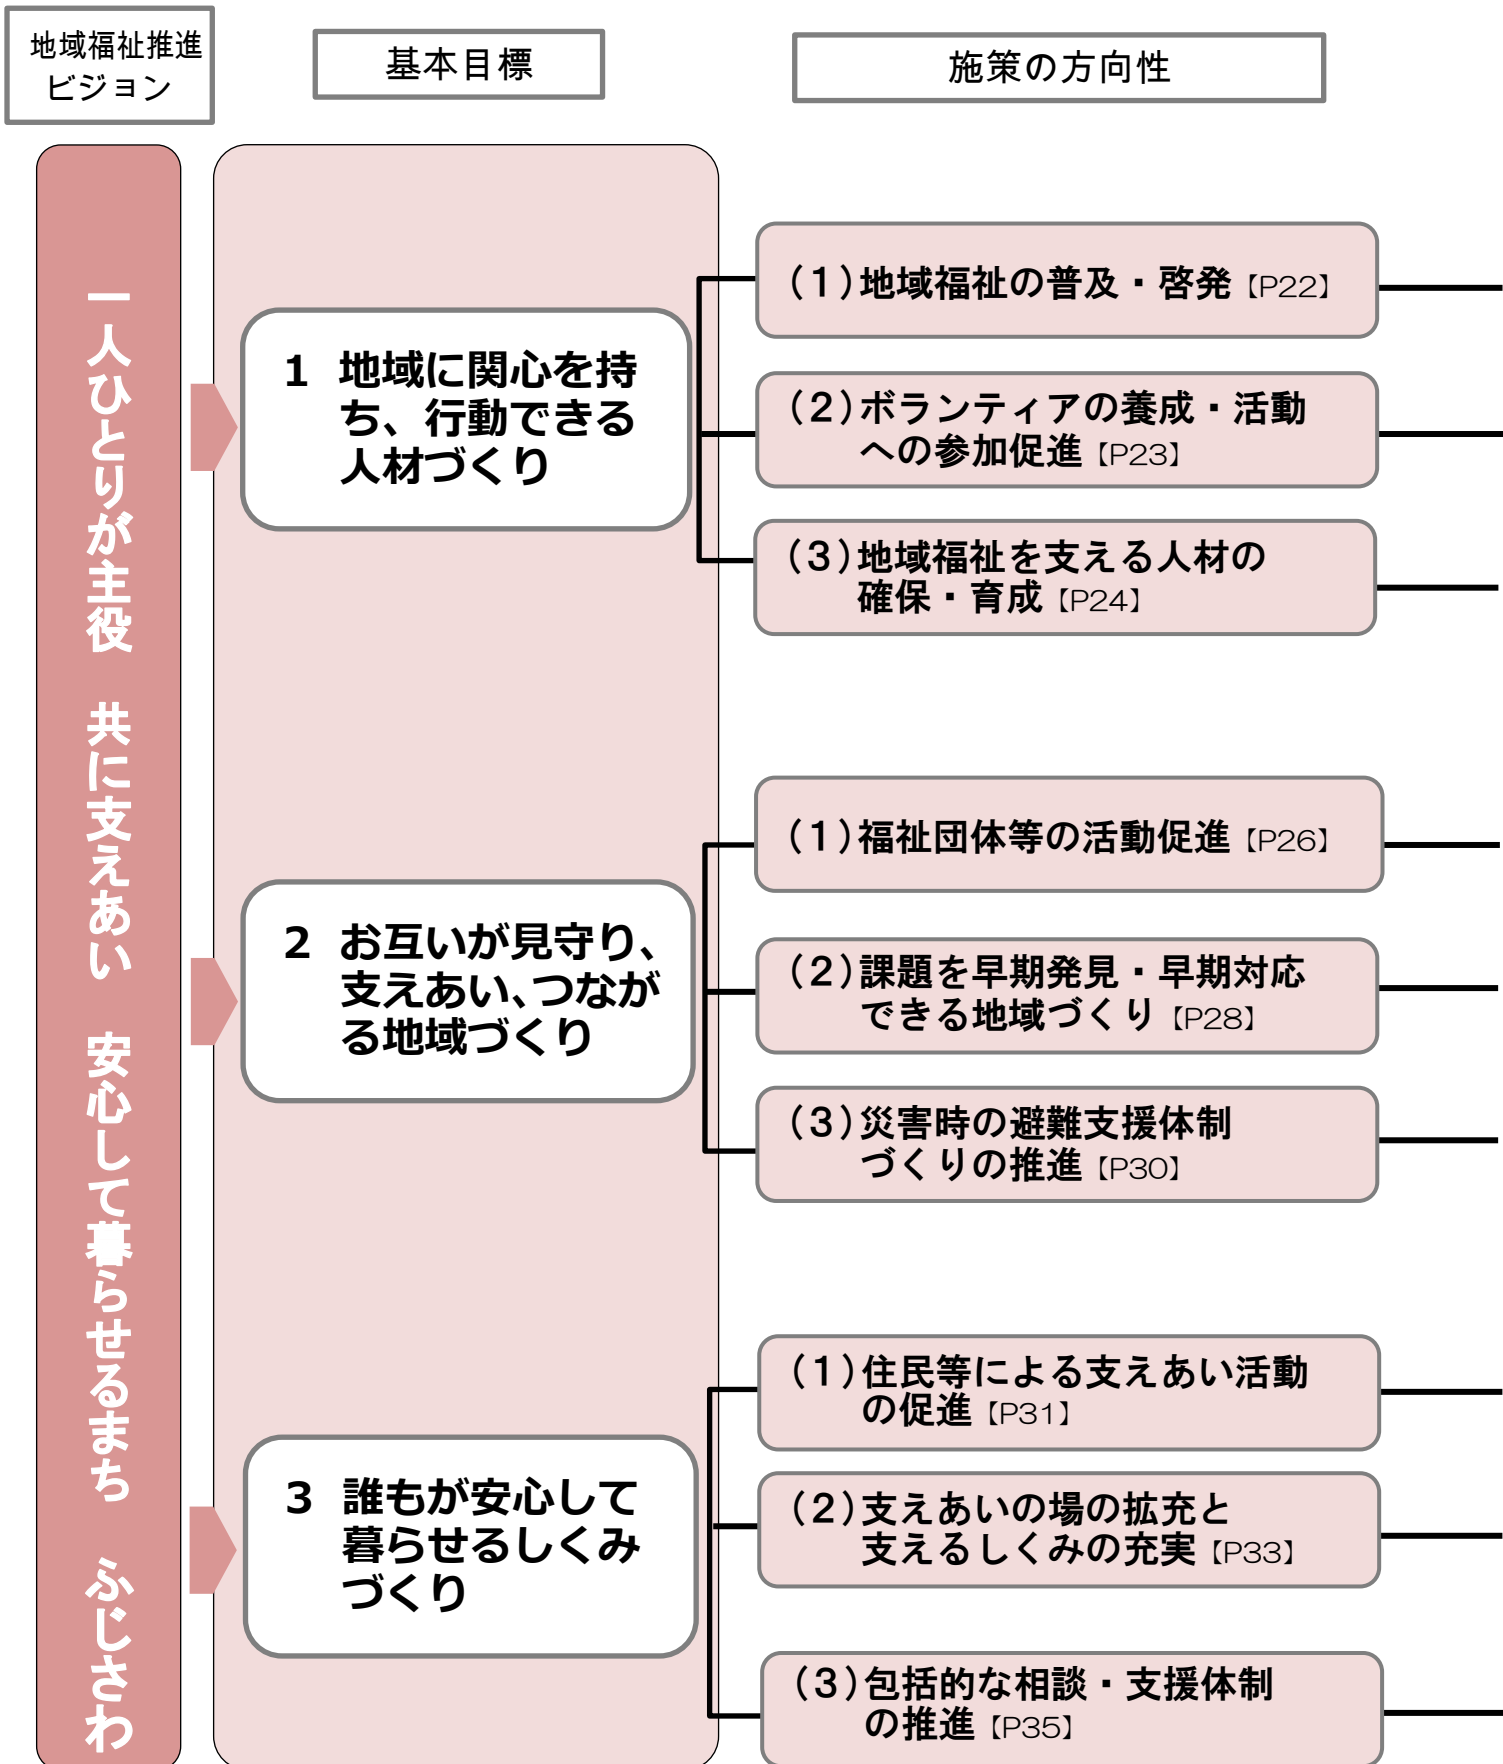 地域福祉推進
ビジョン
基本目標
施策の方向性
一人ひとりが主役　共に支えあい　安心して暮らせるまち　ふじさわ
1 地域に関心を持
ち、行動できる
人材づくり
（1）地域福祉の普及・啓発【P22】
（2）ボランティアの養成・活動
への参加促進【P23】
（3）地域福祉を支える人材の
確保・育成【P24】
2 お互いが見守り、
支えあい、つなが
る地域づくり
（1）福祉団体等の活動促進【P26】
（2）課題を早期発見・早期対応
できる地域づくり【P28】
（3）災害時の避難支援体制
づくりの推進【P30】
3 誰もが安心して
暮らせるしくみ
づくり
（1）住民等による支えあい活動
の促進【P31】
（2）支えあいの場の拡充と
支えるしくみの充実【P33】
（3）包括的な相談・支援体制
の推進【P35】